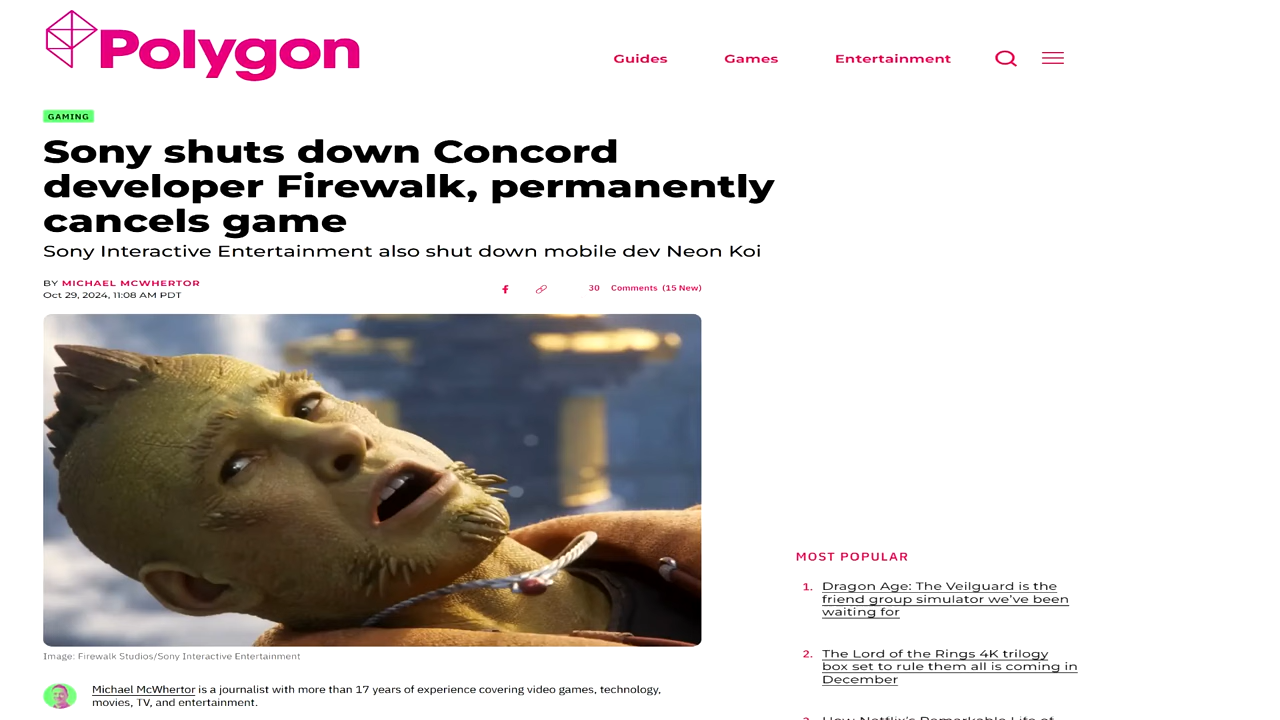 Polygon
Guides Games Entertainment
GAMING
Sony shuts down Concord
developer Firewalk, permanently
cancels game
Sony Interactive Entertainment also shut down mobile dev Neon Koi
BY MICHAEL MCWHERTOR
Oct 29, 2024, 11:08 AM PDT
30 Comments (15 New)
Image: Firewalk Studios/Sony Interactive Entertainment
Michael McWhertor is a journalist with more than 17 years of experience covering video games, technology,
movies, TV, and entertainment.
MOST POPULAR
1. Dragon Age: The Veilguard is the
friend group simulator we've been
waiting for
2. The Lord of the Rings 4K trilogy
box set to rule them all is coming in
December
How Netflix's Remarkable Life of